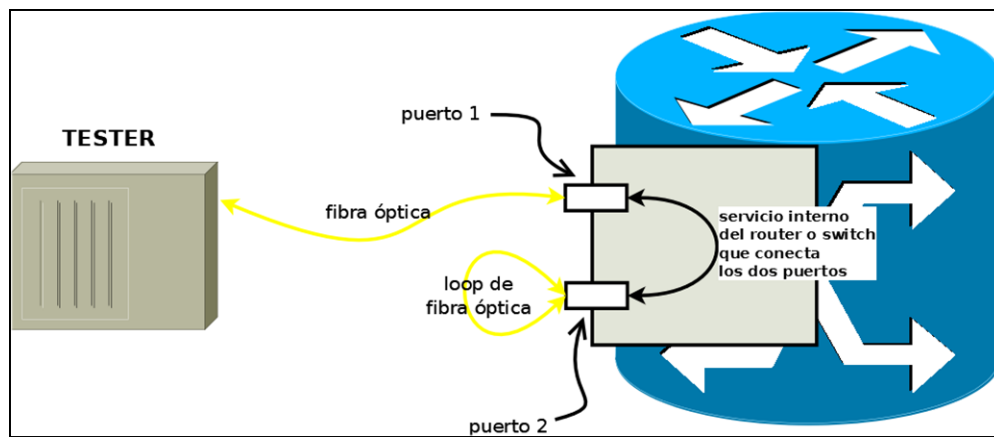 puerto 1
TESTER
fibra óptica
servicio interno
del router o switch
que conecta
los dos puertos
loop de
fibra óptica
puerto 2